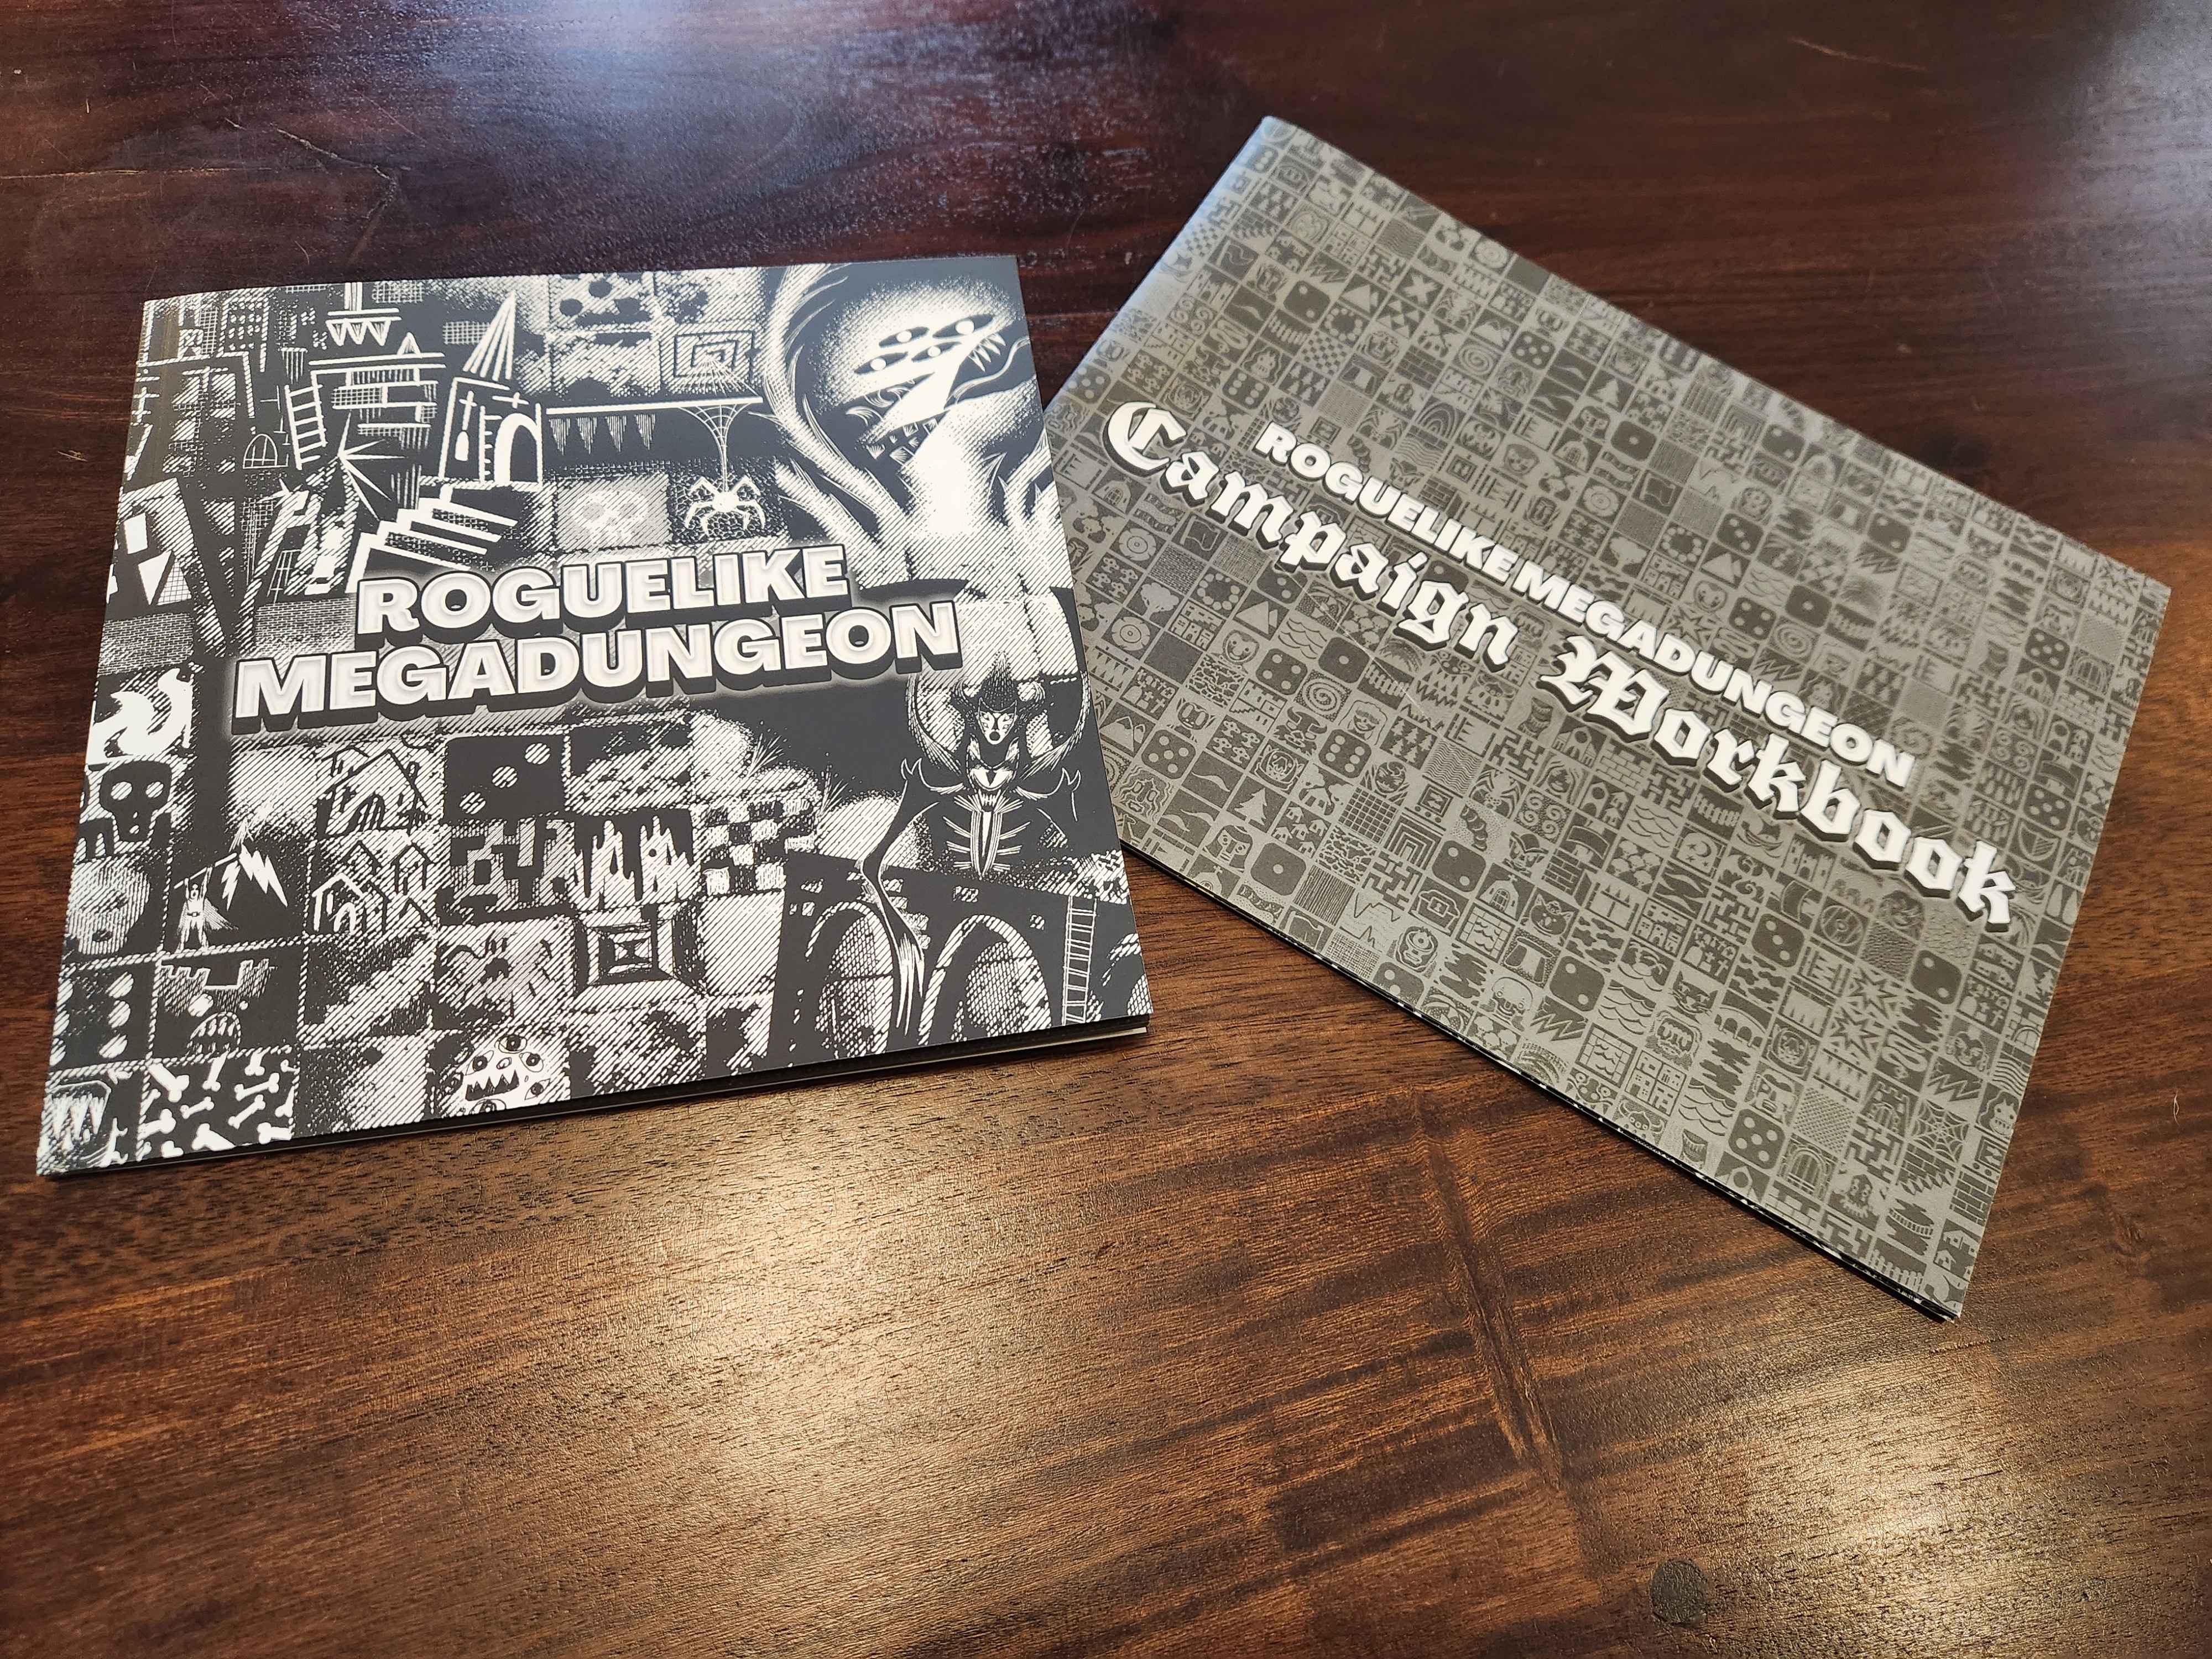 ROGUELIKE
MEGADUNGEON
ROGUELIKE MEGADUNGEON
Campaign Workbook